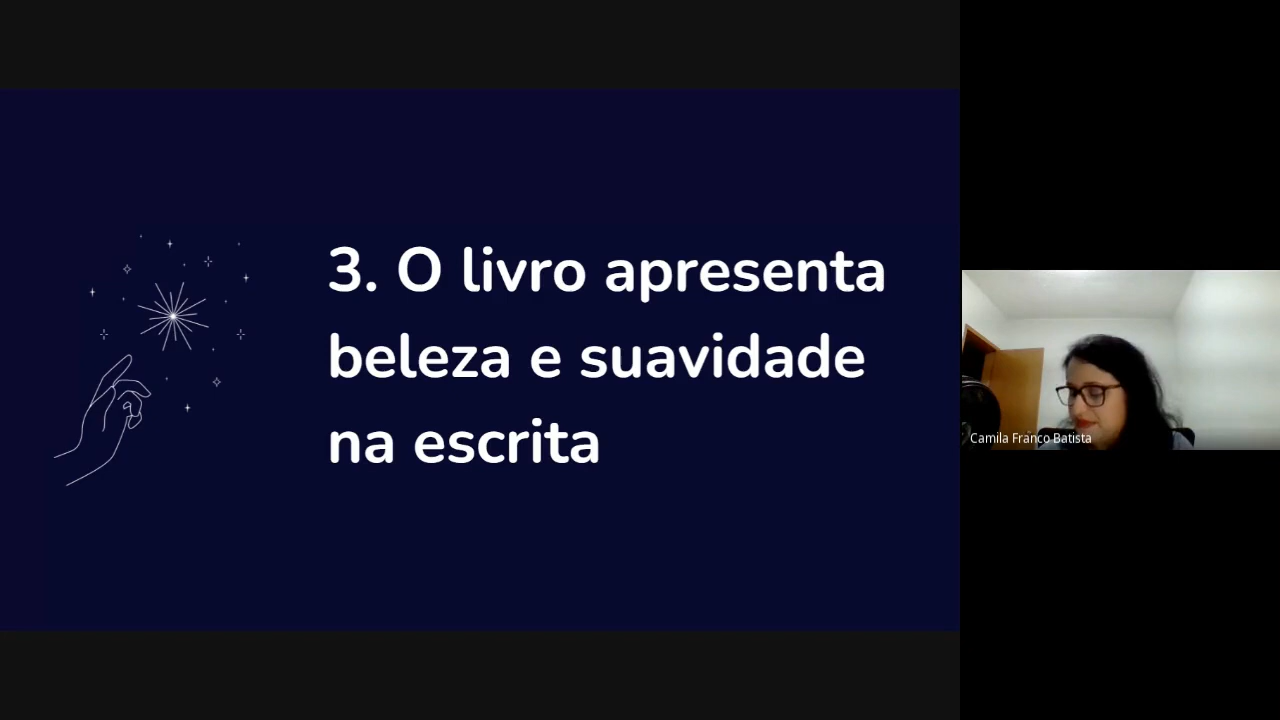 3. O livro apresenta
beleza e suavidade
na escrita
Camila Franco Batista